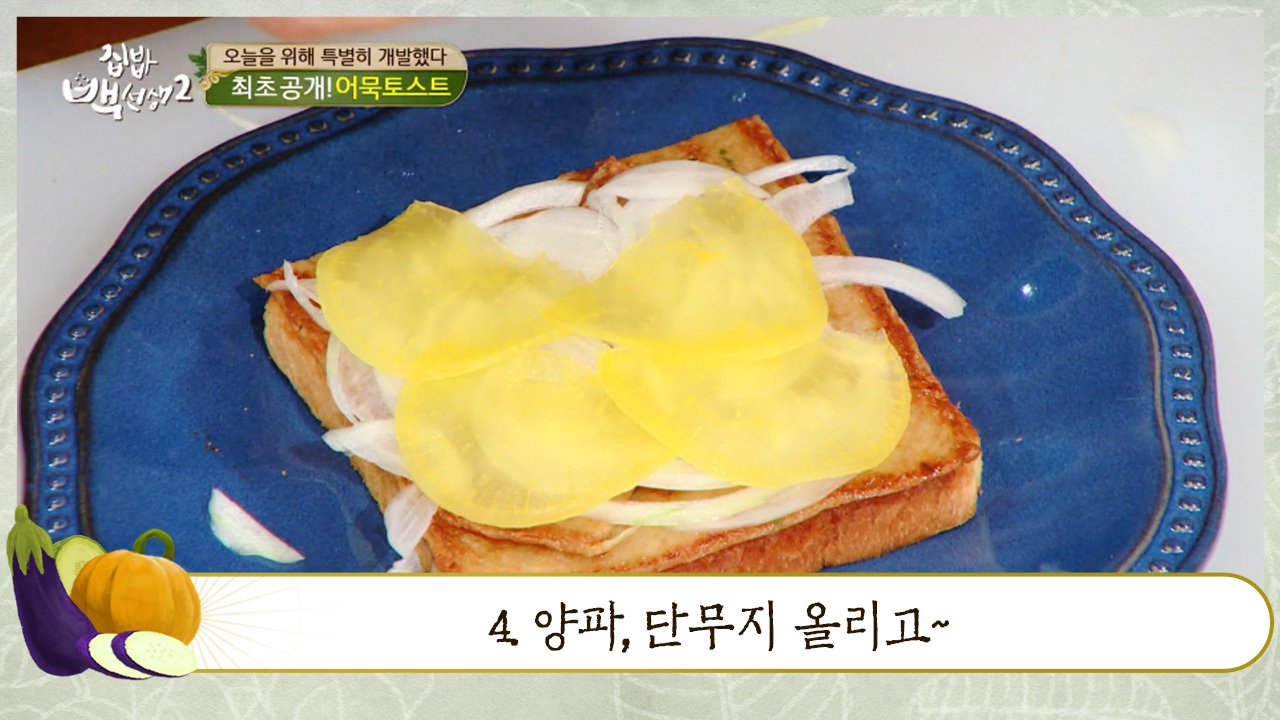 집밥
백선생2
오늘을 위해 특별히 개발했다
최초 공개! 어묵토스트
4. 양파, 단무지 올리고~